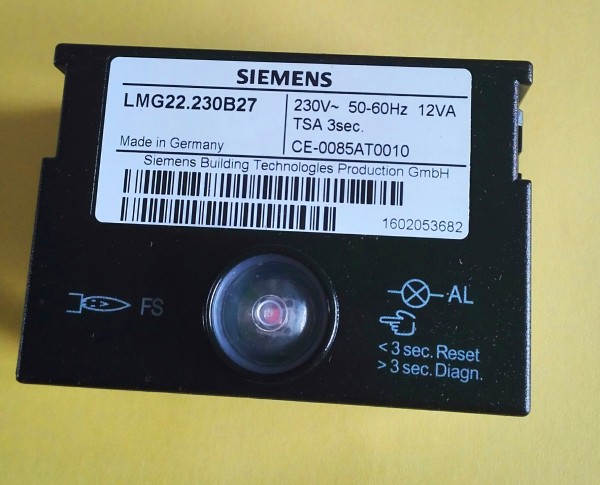 SIEMENS
LMG22.230B27
230V~ 50-60Hz 12VA
TSA 3sec.
Made in Germany
CE-0085AT0010
Siemens Building Technologies Production GmbH
1602053682
FS
AL
< 3 sec. Reset
> 3 sec. Diagn.